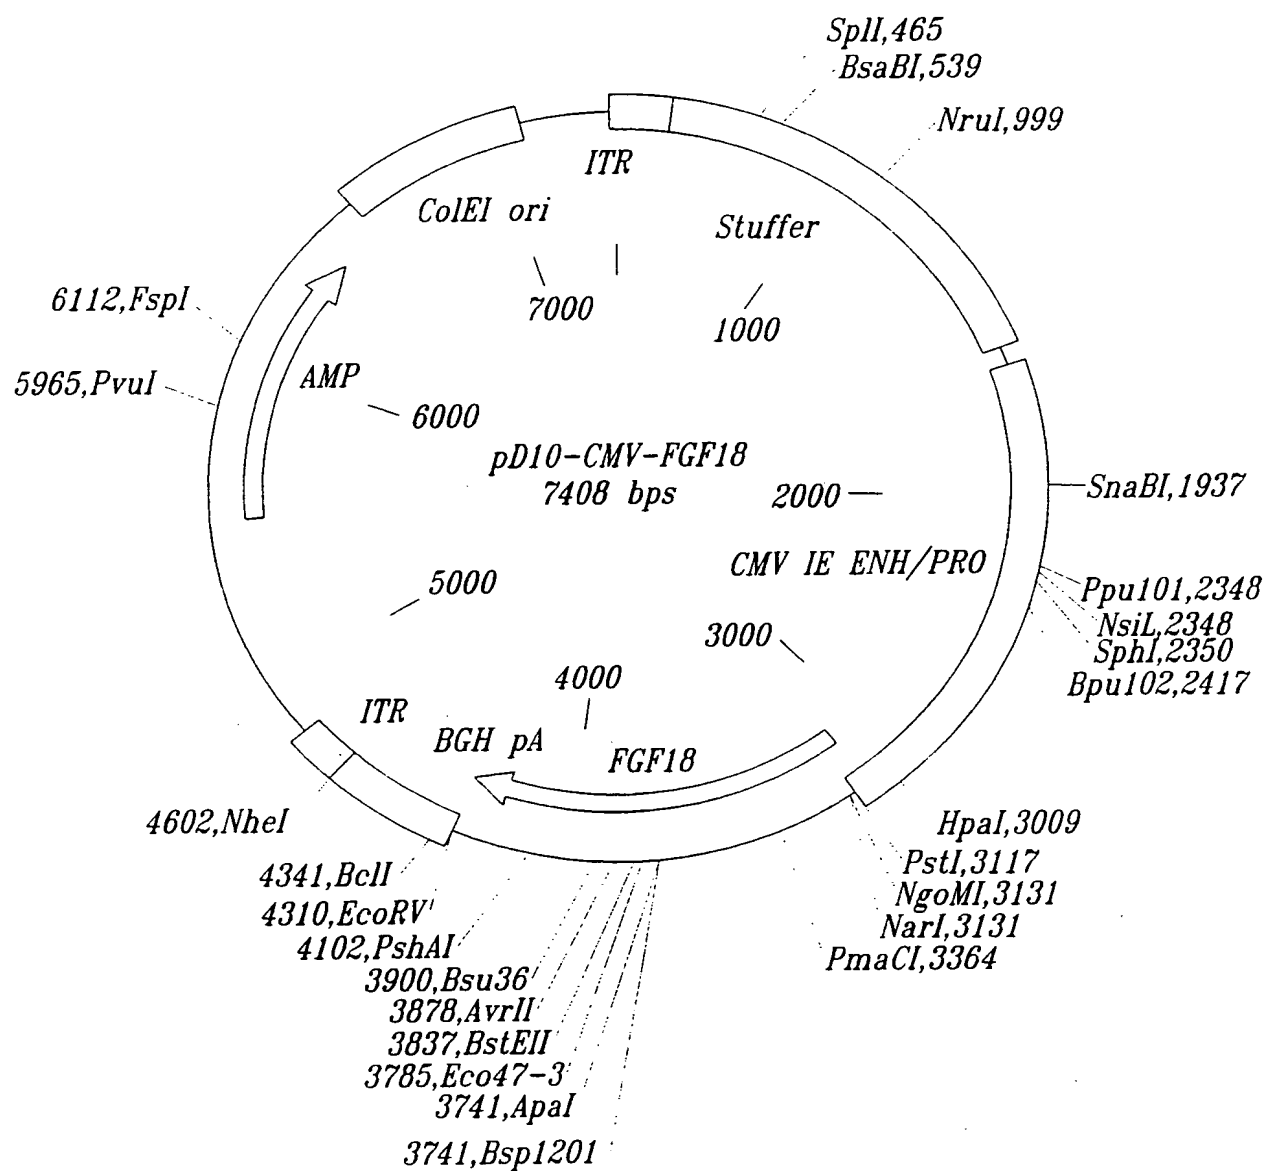 SplI,465
BsaBI,539
NruI,999
ITR
ColEI ori
Stuffer
7000
1000
6112,FspI
5965,PvuI
AMP
6000
pD10-CMV-FGF18
7408 bps
2000
SnaBI,1937
CMV IE ENH/PRO
5000
Ppu101,2348
NsiL,2348
SphI,2350
Bpu102,2417
3000
4000
ITR
BGH pA
FGF18
4602,NheI
HpaI,3009
4341,BclI
PstI,3117
4310,EcoRV
NgoMI,3131
4102,PshAI
NarI,3131
3900,Bsu36
PmaCI,3364
3878,AvrII
3837,BstEII
3785,Eco47-3
3741,ApaI
3741,Bsp1201